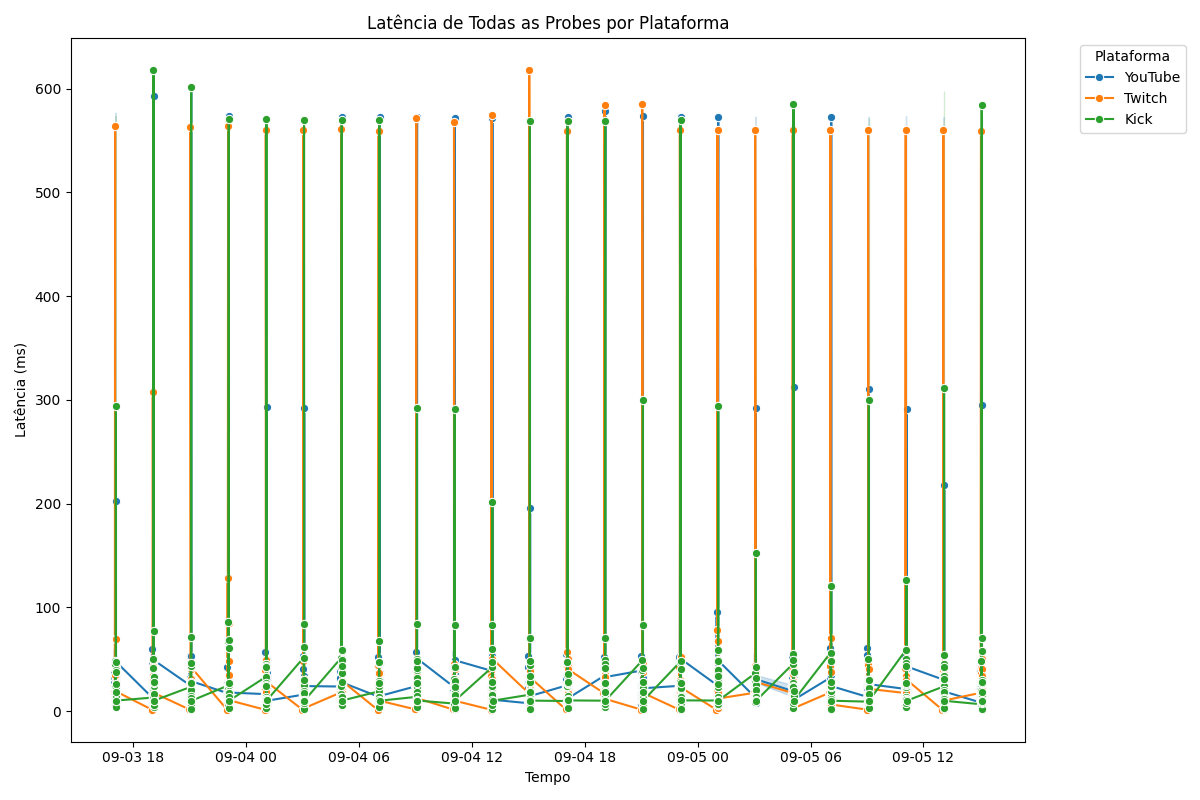 Latência de Todas as Probes por Plataforma
Plataforma
YouTube
Twitch
Kick
Latência (ms)
600
500
400
300
200
100
0
09-03 18
09-04 00
09-04 06
09-04 12
09-04 18
09-05 00
09-05 06
09-05 12
Tempo